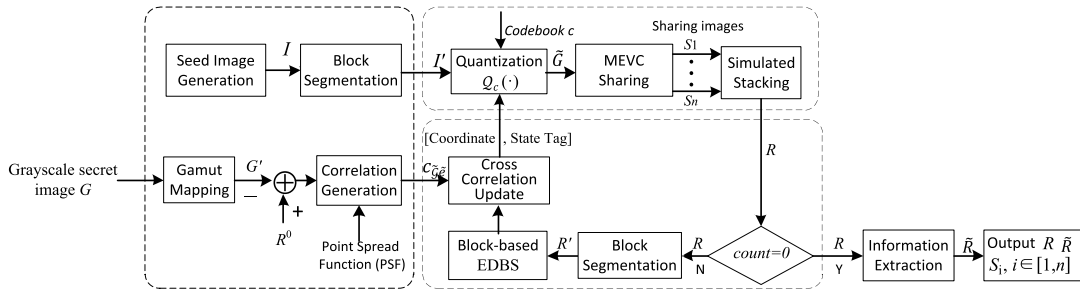 Codebook c
Sharing images
Seed Image
Generation
I
Block
Segmentation
I′
Quantization
Q_c(·)
G̃
MEVC
Sharing
S1
Sn
Simulated
Stacking
[Coordinate , State Tag]
R
Grayscale secret
image G
Gamut
Mapping
G′
−
+
R⁰
Correlation
Generation
c_g̃ẽ
Cross
Correlation
Update
Point Spread
Function (PSF)
Block-based
EDBS
R′
Block
Segmentation
R
N
count=0
R
Y
Information
Extraction
R̃
Output R R̃
S_i, i∈[1,n]